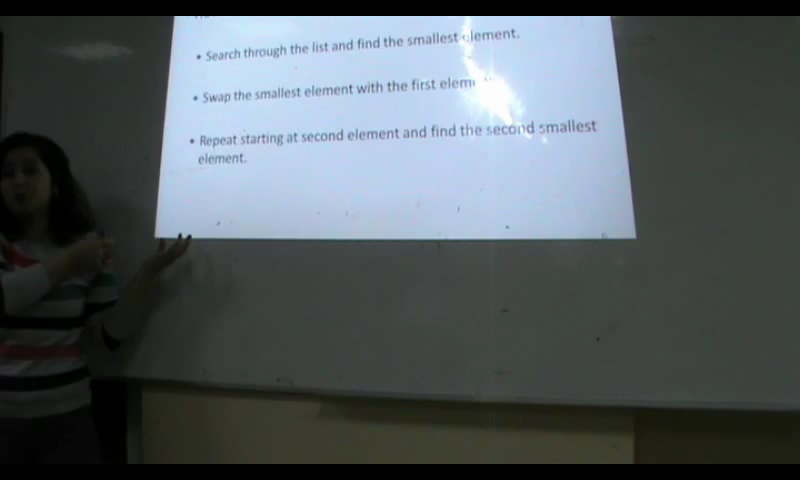 • Search through the list and find the smallest element.
• Swap the smallest element with the first
• Repeat starting at second element and find the second smallest
element.